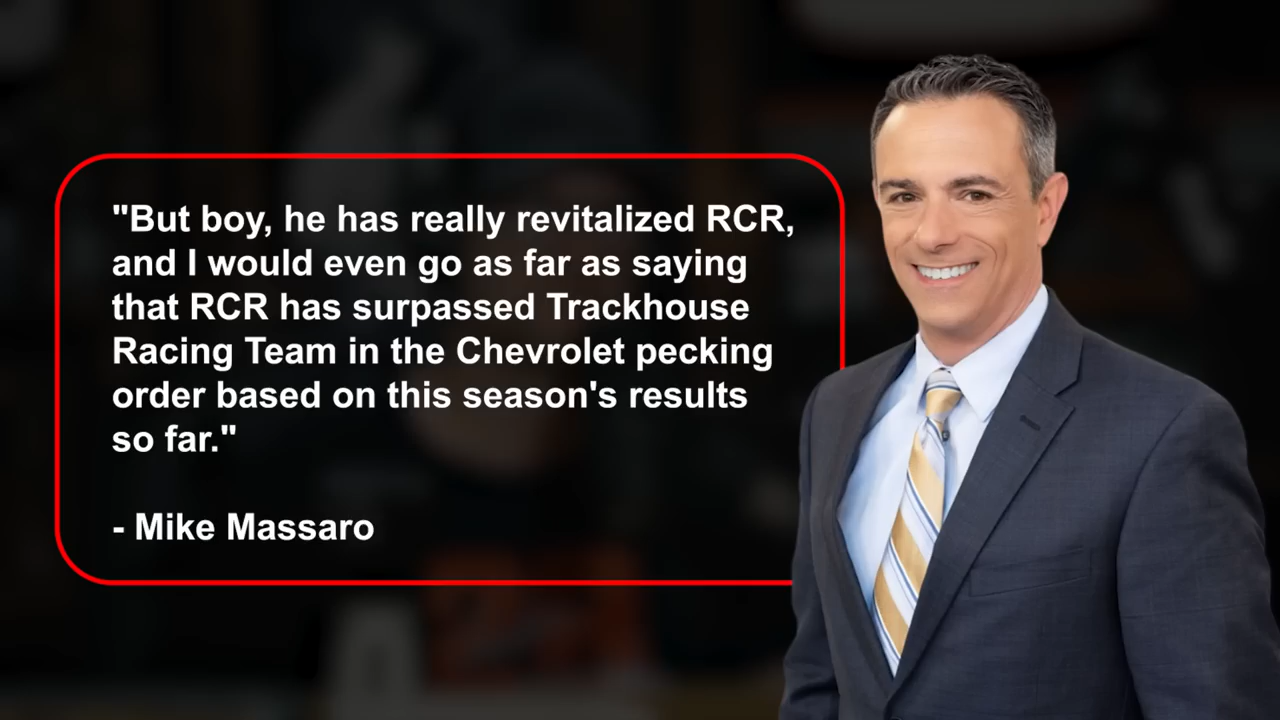 "But boy, he has really revitalized RCR,
and I would even go as far as saying
that RCR has surpassed Trackhouse
Racing Team in the Chevrolet pecking
order based on this season's results
so far."
- Mike Massaro